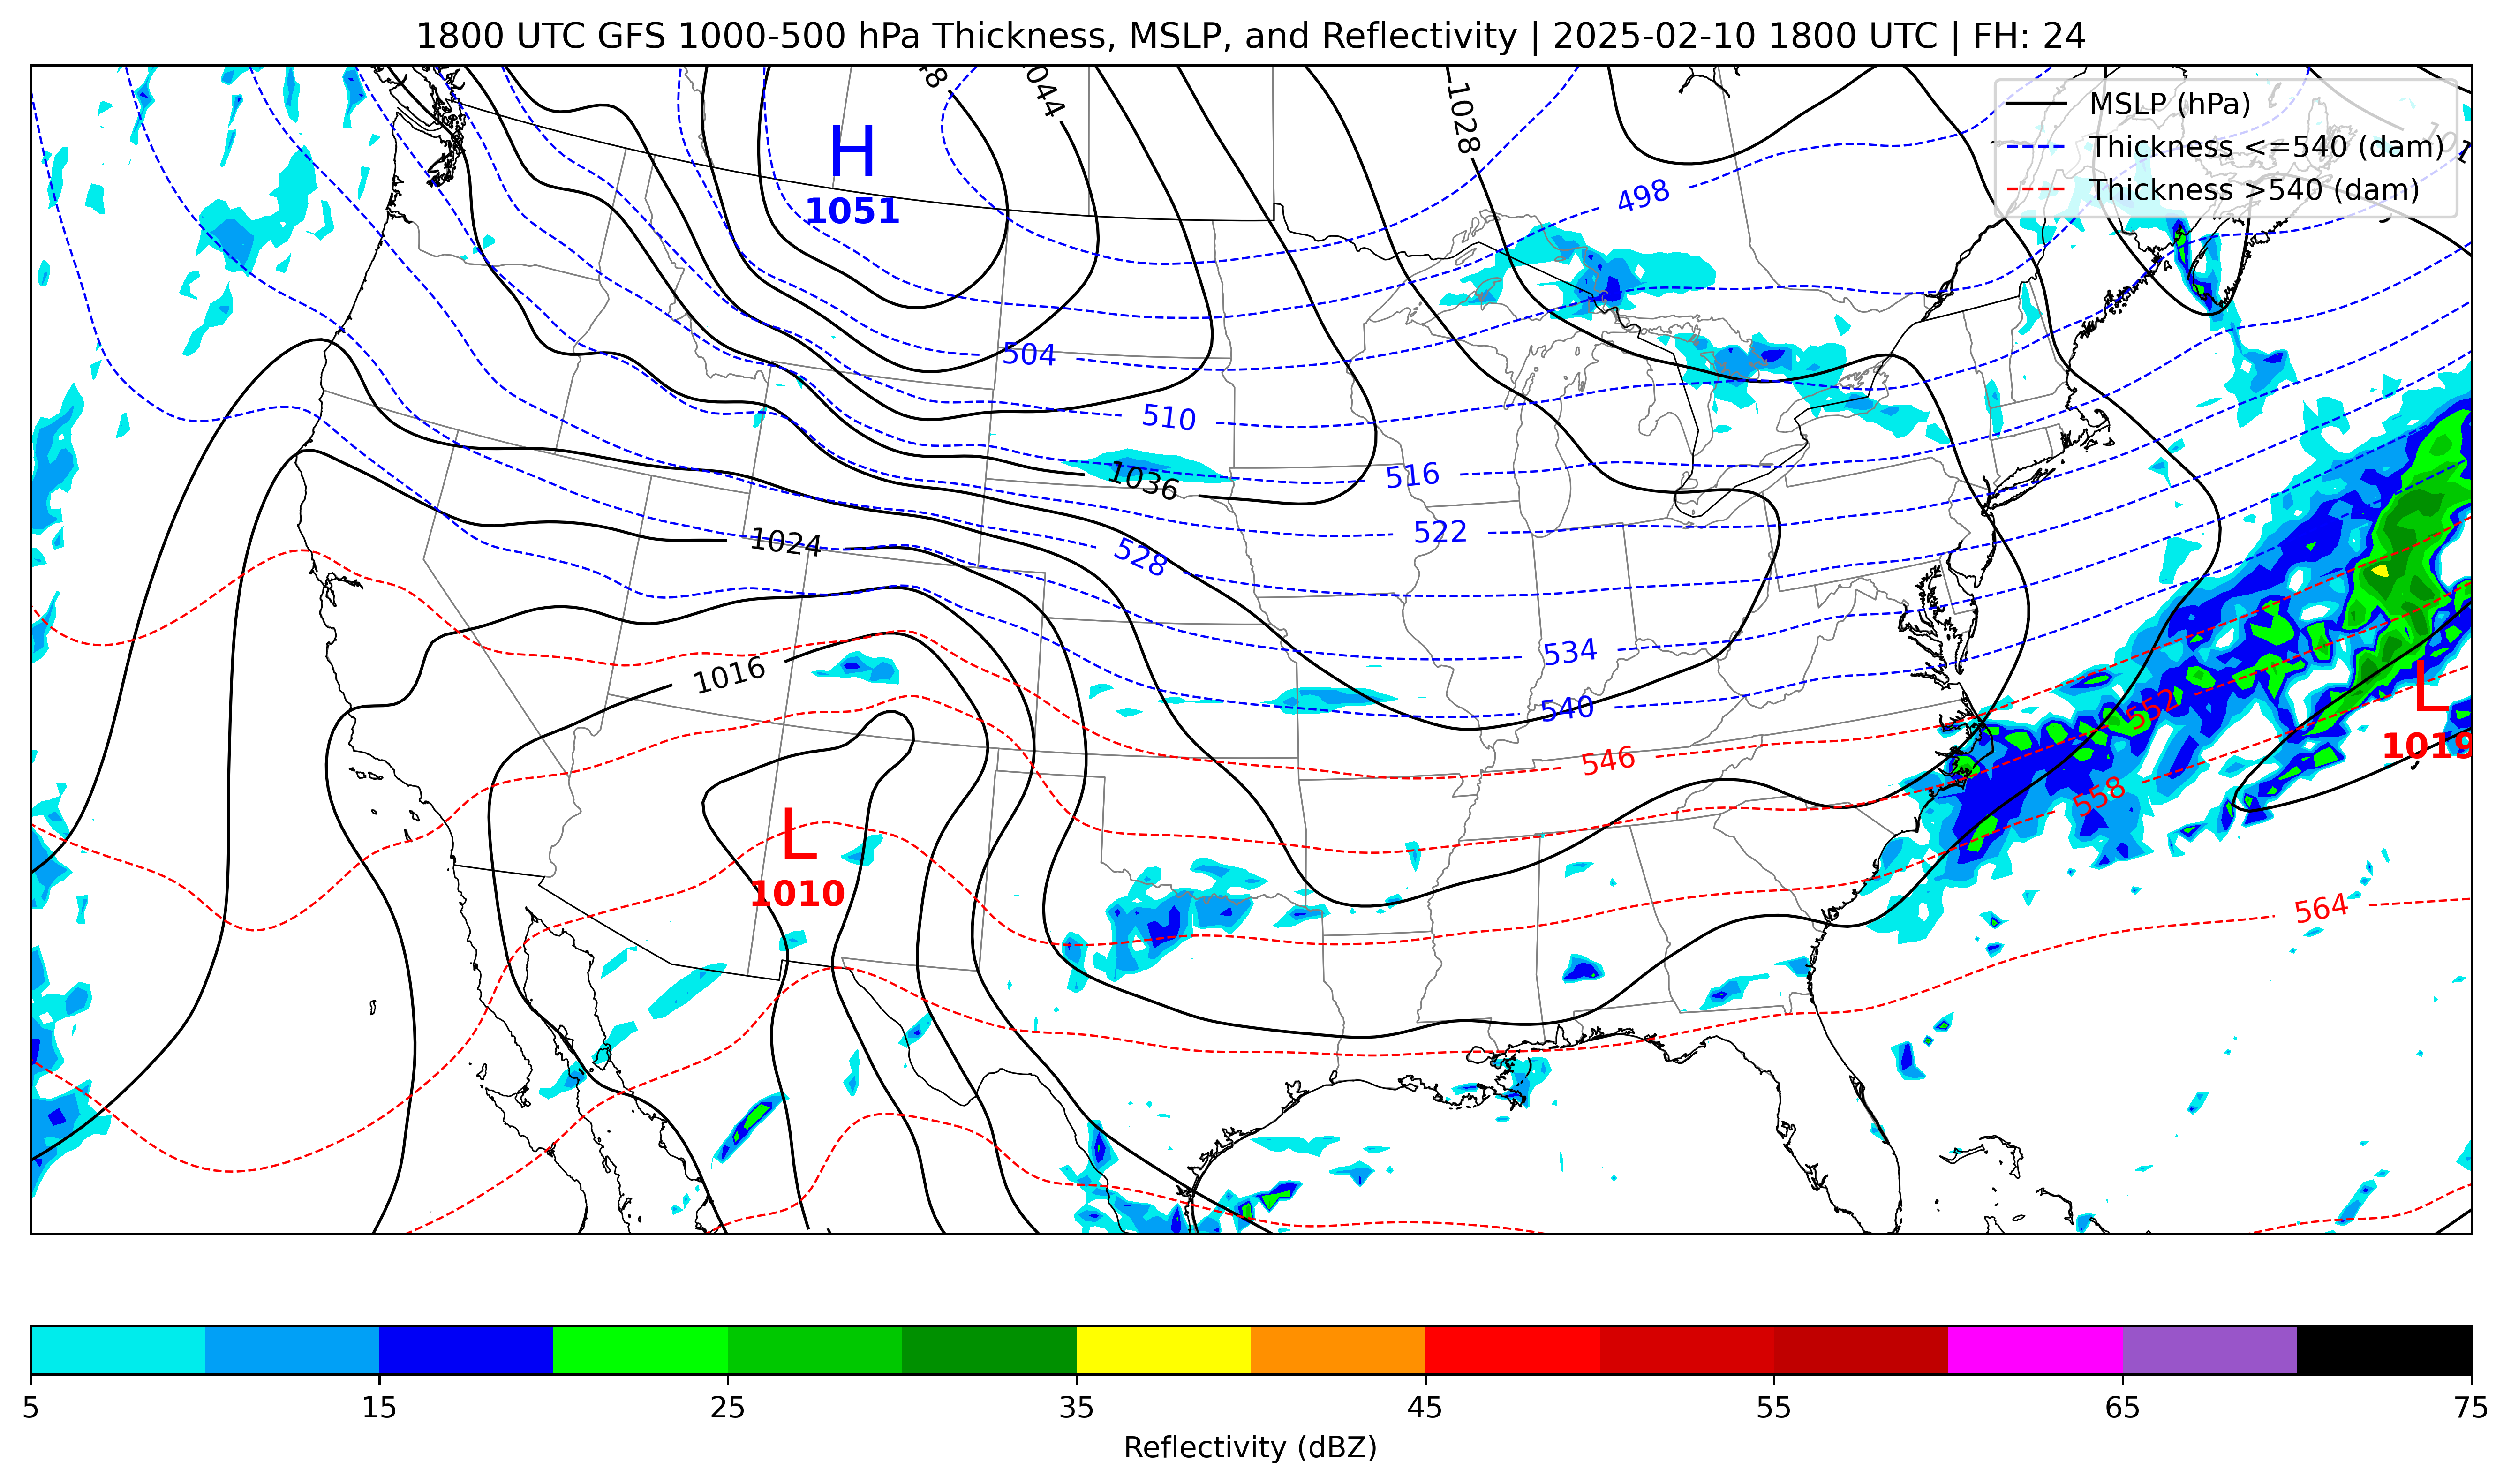 1800 UTC GFS 1000-500 hPa Thickness, MSLP, and Reflectivity | 2025-02-10 1800 UTC | FH: 24
MSLP (hPa)
Thickness <=540 (dam)
Thickness >540 (dam)
1028
498
H
1051
504
510
516
1036
522
1024
528
534
1016
540
552
L
1019
546
558
L
1010
564
5 15 25 35 45 55 65 75
Reflectivity (dBZ)